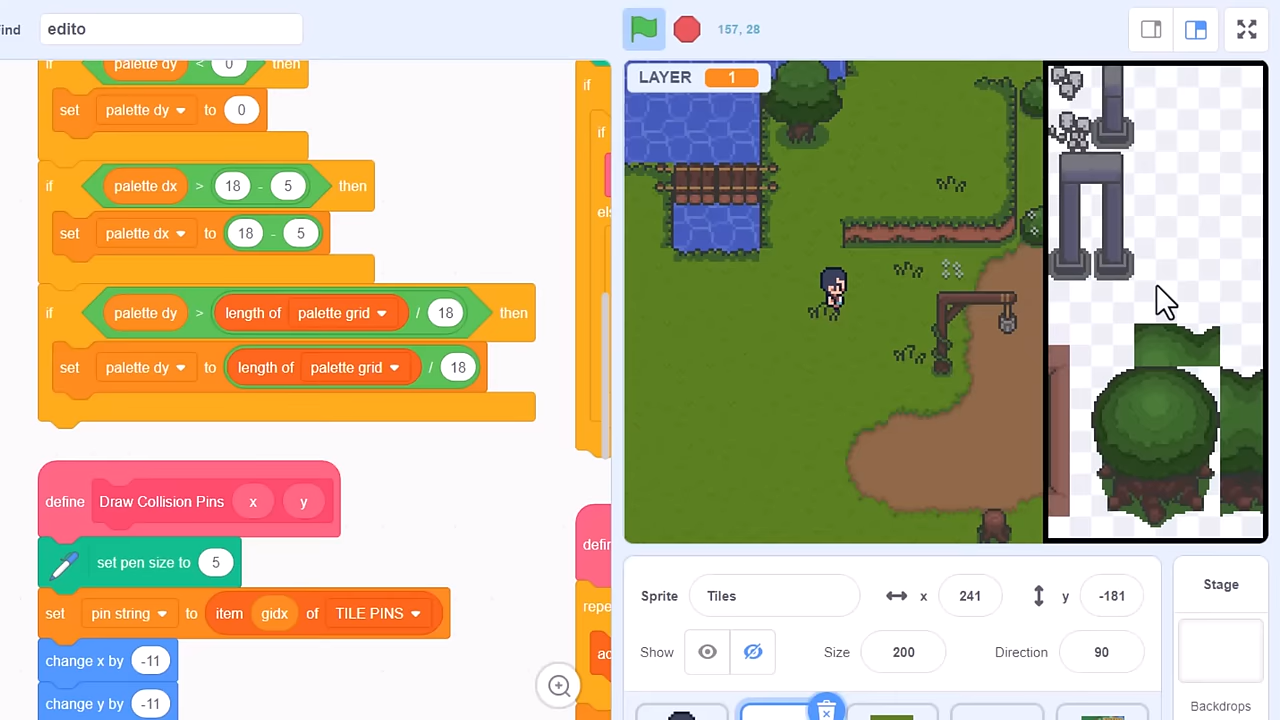 ind edito
157, 28
if palette dy < 0 then
set palette dy to 0
if palette dx > 18 - 5 then
set palette dx to 18 - 5
if palette dy > length of palette grid / 18 then
set palette dy to length of palette grid / 18
define Draw Collision Pins x y
set pen size to 5
set pin string to item gidx of TILE PINS
change x by -11
change y by -11
if
if
els
defin
repe
ad
LAYER 1
Sprite Tiles x 241 y -181
Show Size 200 Direction 90
Stage
Backdrops